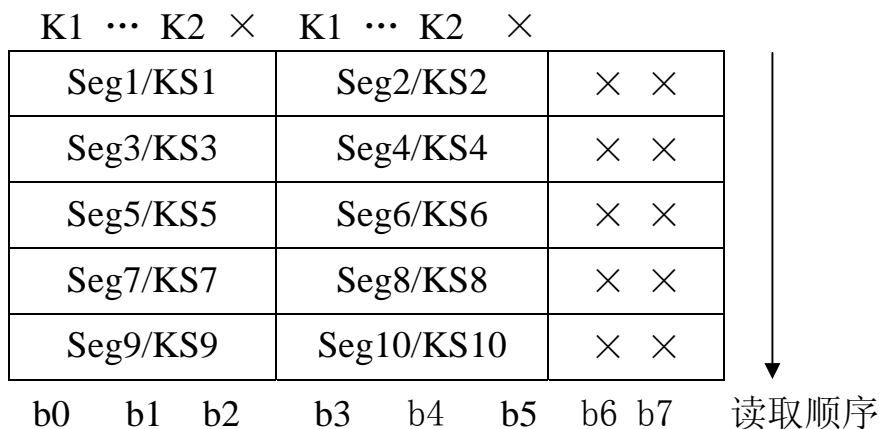 K1 … K2 × K1 … K2 ×
Seg1/KS1 Seg2/KS2 × ×
Seg3/KS3 Seg4/KS4 × ×
Seg5/KS5 Seg6/KS6 × ×
Seg7/KS7 Seg8/KS8 × ×
Seg9/KS9 Seg10/KS10 × ×
b0 b1 b2 b3 b4 b5 b6 b7 读取顺序